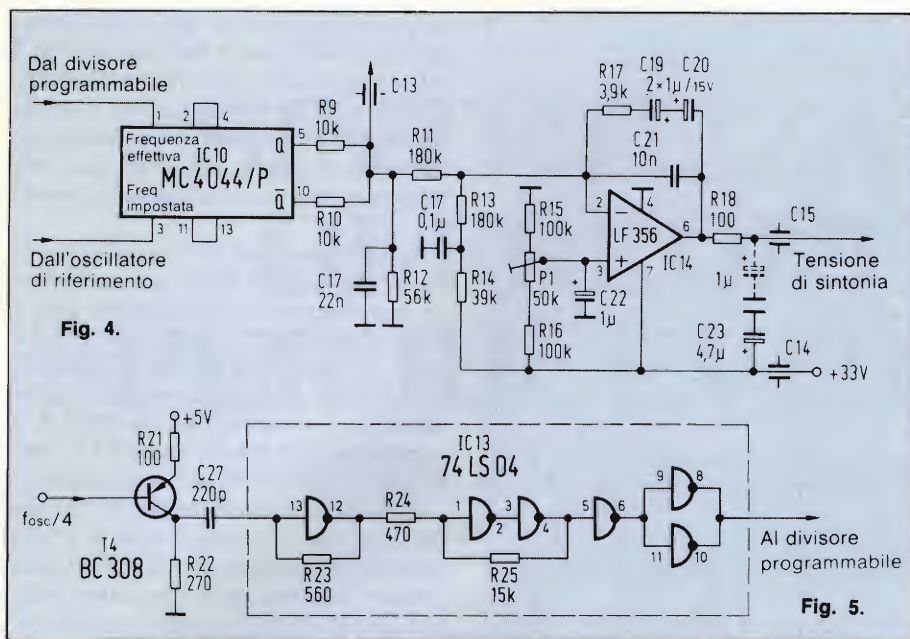 Dal divisore
programmabile
1
2
4
Frequenza
effettiva
IC10
MC4044/P
Freq
impostata
Q
5
Q̅
10
3
11
13
R9
10k
R10
10k
C13
Dall'oscillatore
di riferimento
Fig. 4.
R11
180k
C17
22n
R12
56k
C17
0,1µ
R13
180k
R14
39k
R15
100k
P1
50k
R16
100k
C22
1µ
+
R17
3,9k
C19
C20
2×1µ/15V
+
+
C21
10n
2
−
3
+
4
LF 356
6
7
IC14
R18
100
C15
Tensione
di sintonia
1µ
+
C23
4,7µ
+
C14
+33V
+5V
R21
100
C27
220p
fosc/4
T4
BC 308
R22
270
IC13
74 LS 04
13
12
R23
560
R24
470
1
2
3
4
R25
15k
5
6
9
8
11
10
Al divisore
programmabile
Fig. 5.